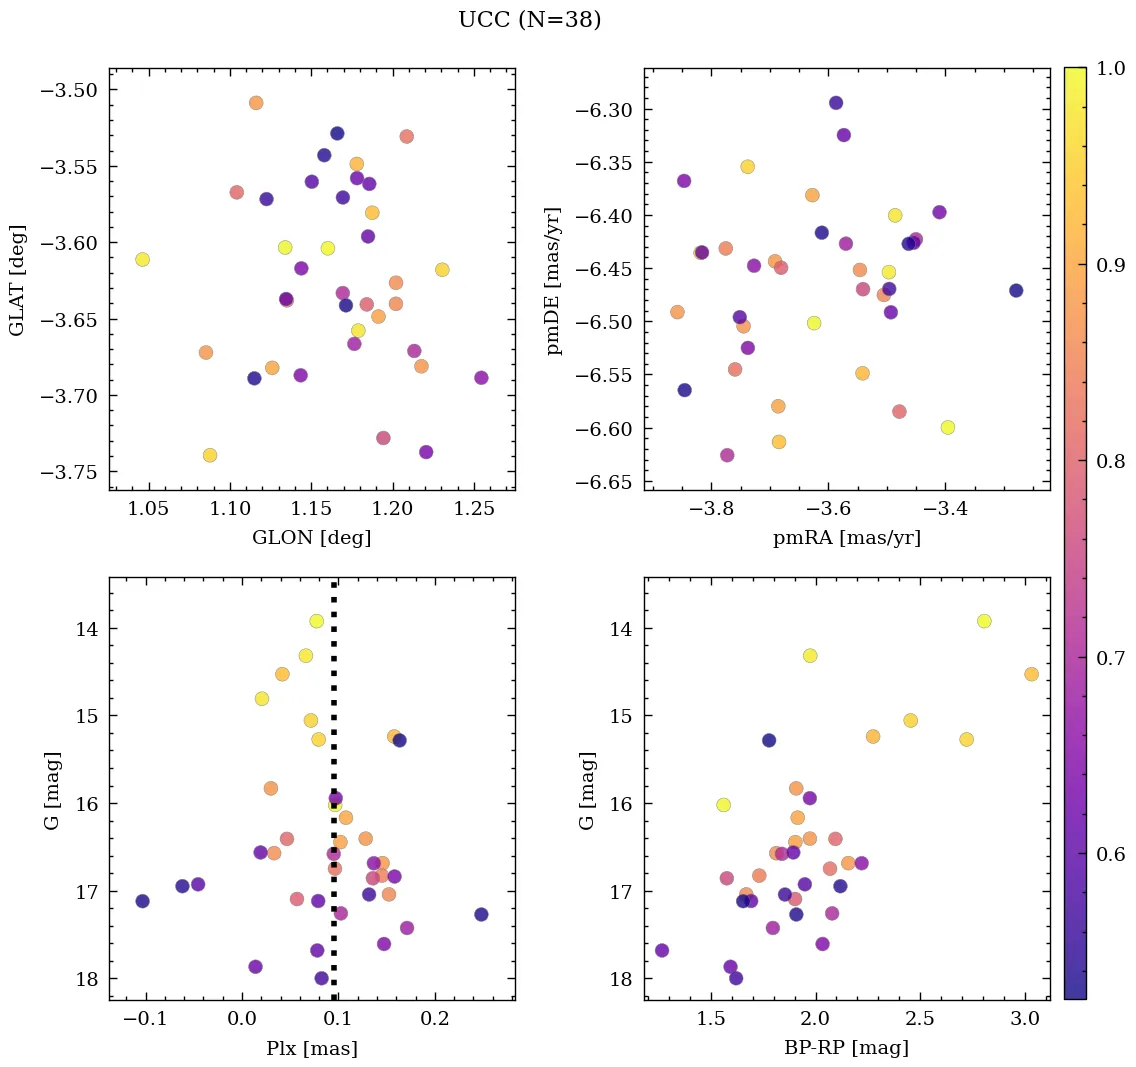 UCC (N=38)
−3.50
−3.55
−3.60
−3.65
−3.70
−3.75
GLAT [deg]
1.05 1.10 1.15 1.20 1.25
GLON [deg]
−6.30
−6.35
−6.40
−6.45
−6.50
−6.55
−6.60
−6.65
pmDE [mas/yr]
−3.8 −3.6 −3.4
pmRA [mas/yr]
14
15
16
17
18
G [mag]
−0.1 0.0 0.1 0.2
Plx [mas]
14
15
16
17
18
G [mag]
1.5 2.0 2.5 3.0
BP-RP [mag]
1.0
0.9
0.8
0.7
0.6